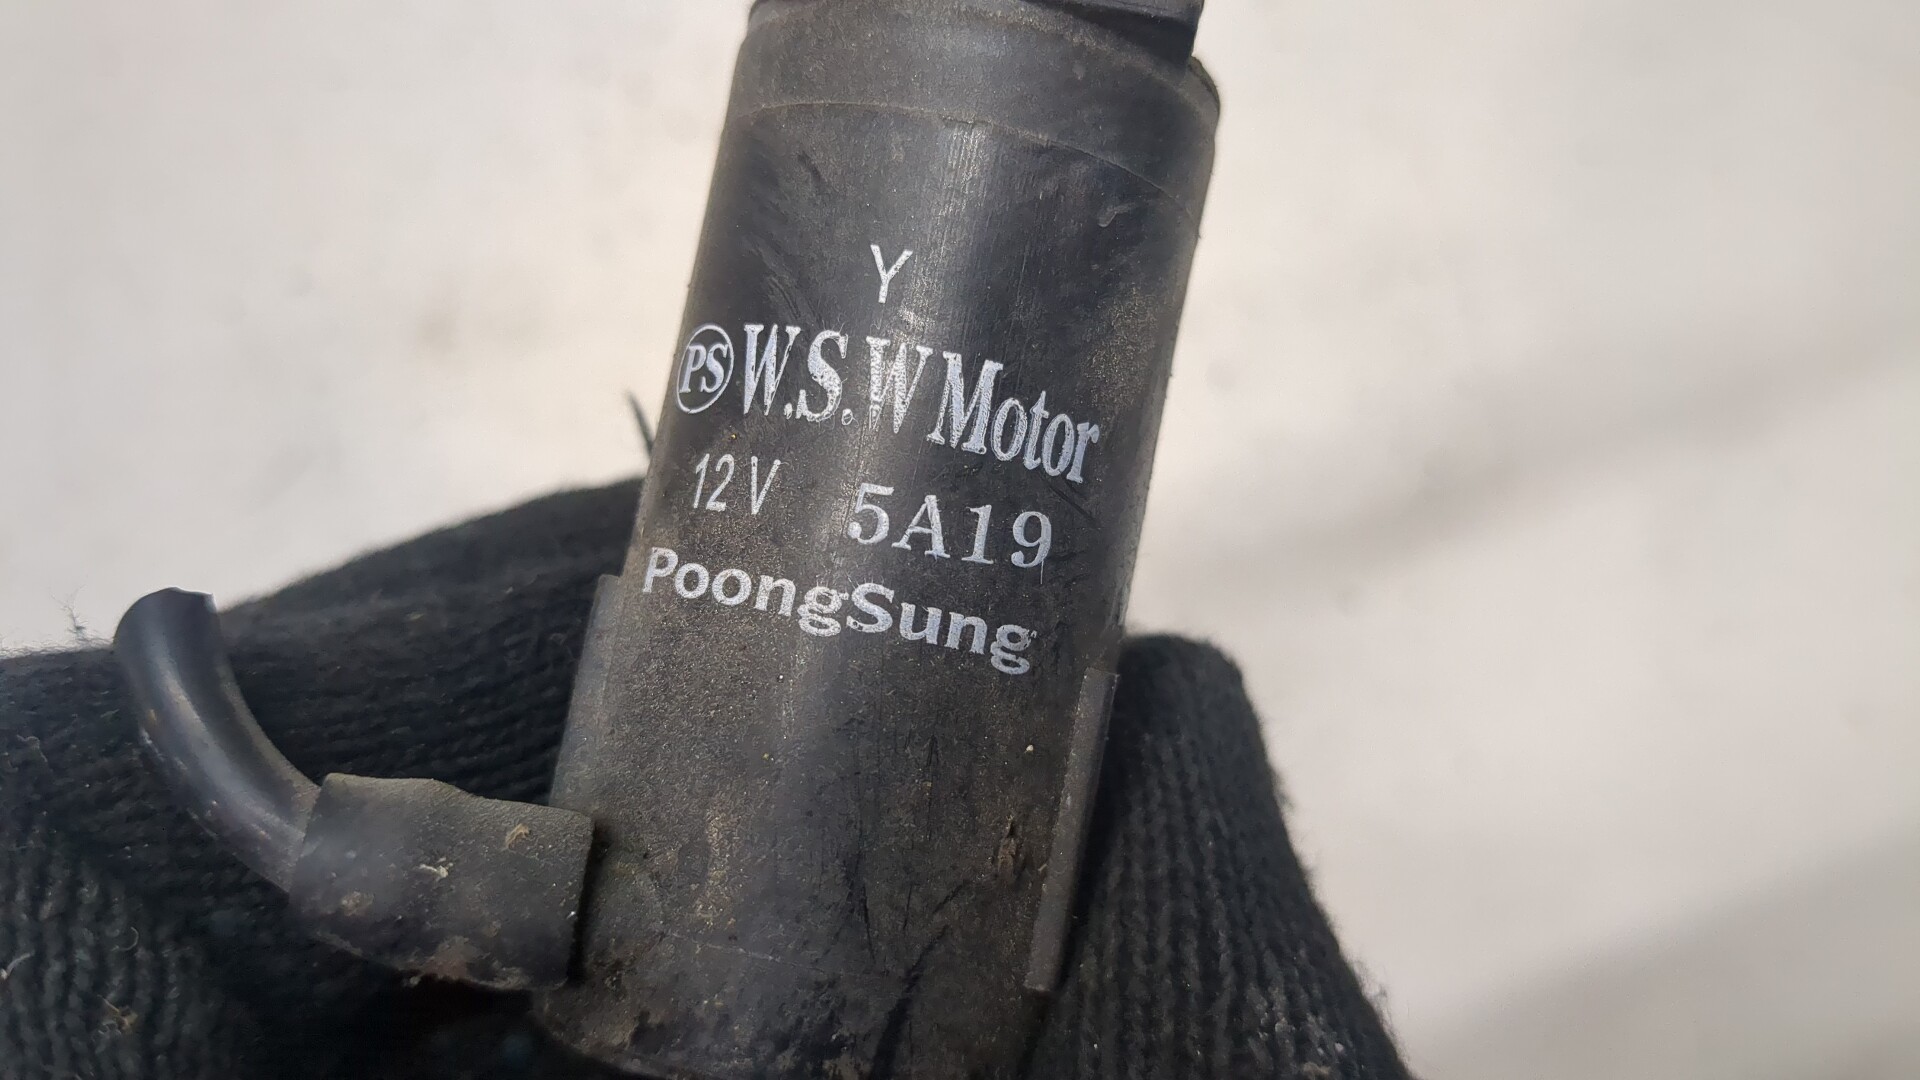 Y
PS W.S.W Motor
12V 5A19
PoongSung